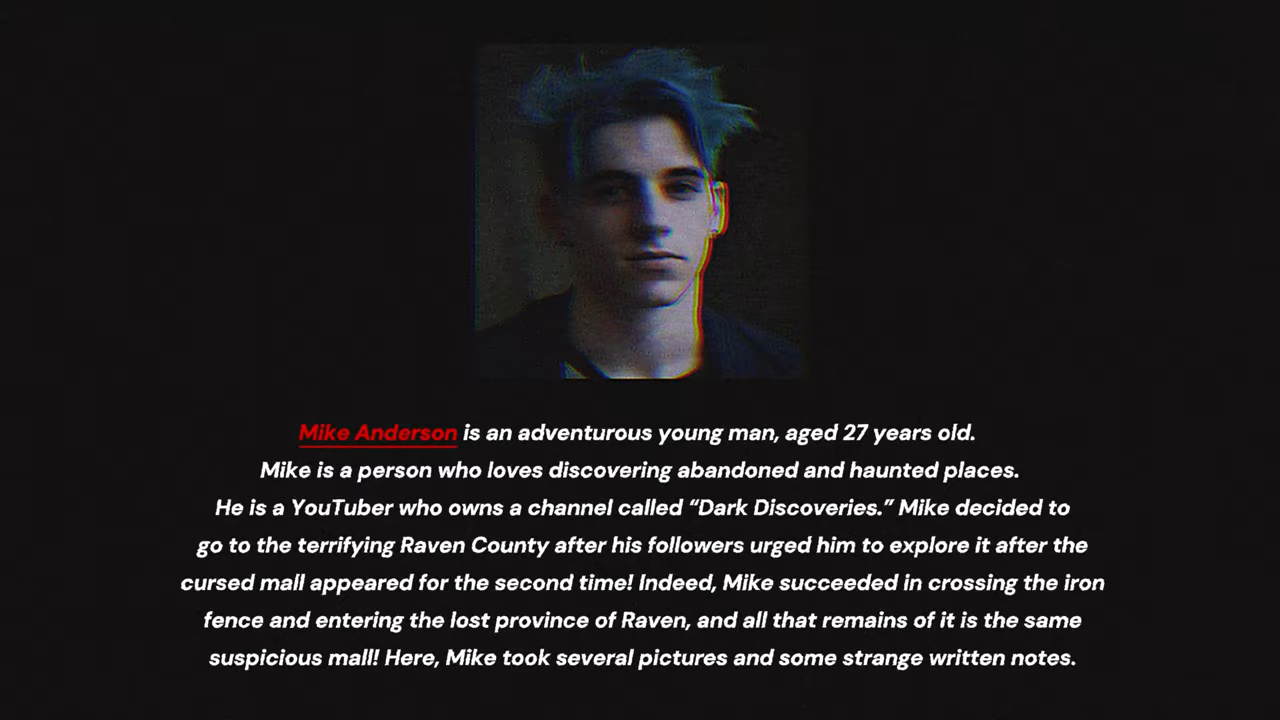 Mike Anderson is an adventurous young man, aged 27 years old.
Mike is a person who loves discovering abandoned and haunted places.
He is a YouTuber who owns a channel called “Dark Discoveries.” Mike decided to
go to the terrifying Raven County after his followers urged him to explore it after the
cursed mall appeared for the second time! Indeed, Mike succeeded in crossing the iron
fence and entering the lost province of Raven, and all that remains of it is the same
suspicious mall! Here, Mike took several pictures and some strange written notes.